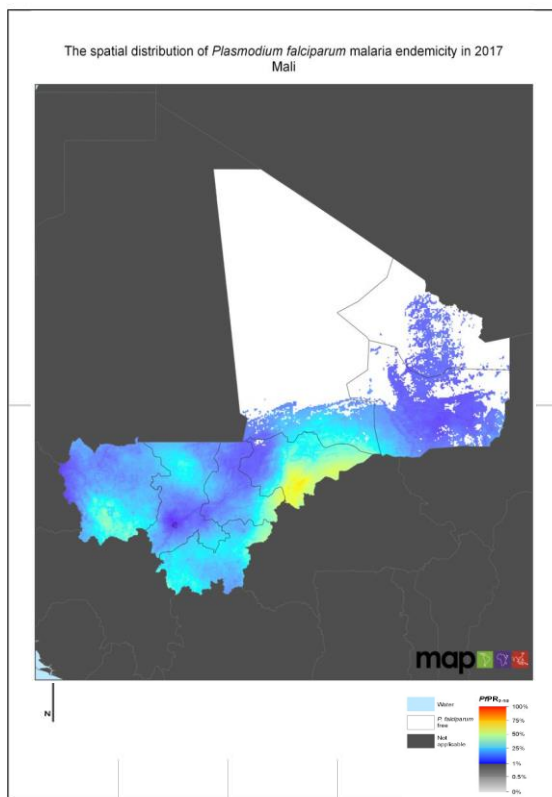 The spatial distribution of Plasmodium falciparum malaria endemicity in 2017
Mali
map
N
Water
P. falciparum
free
Not
applicable
PfPR2-10
100%
75%
50%
25%
1%
0.5%
0%